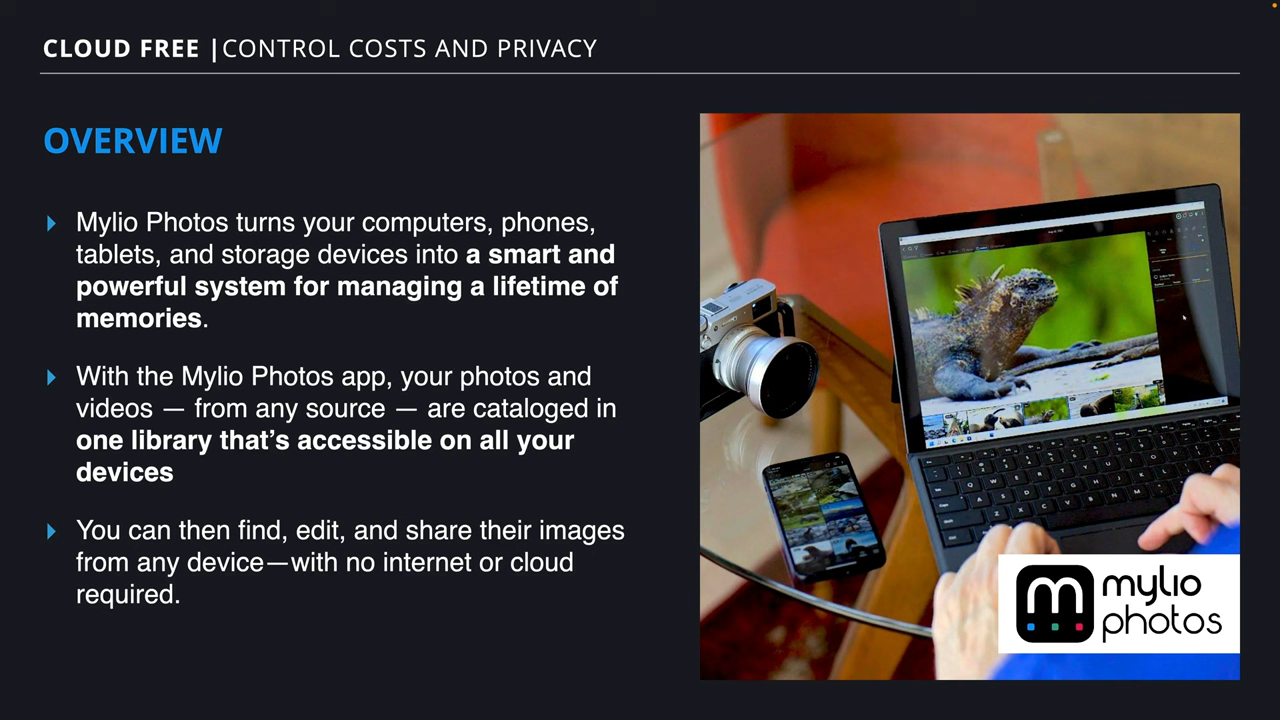 CLOUD FREE |CONTROL COSTS AND PRIVACY
OVERVIEW
Mylio Photos turns your computers, phones,
tablets, and storage devices into a smart and
powerful system for managing a lifetime of
memories.
With the Mylio Photos app, your photos and
videos — from any source — are cataloged in
one library that’s accessible on all your
devices
You can then find, edit, and share their images
from any device—with no internet or cloud
required.
mylio
photos